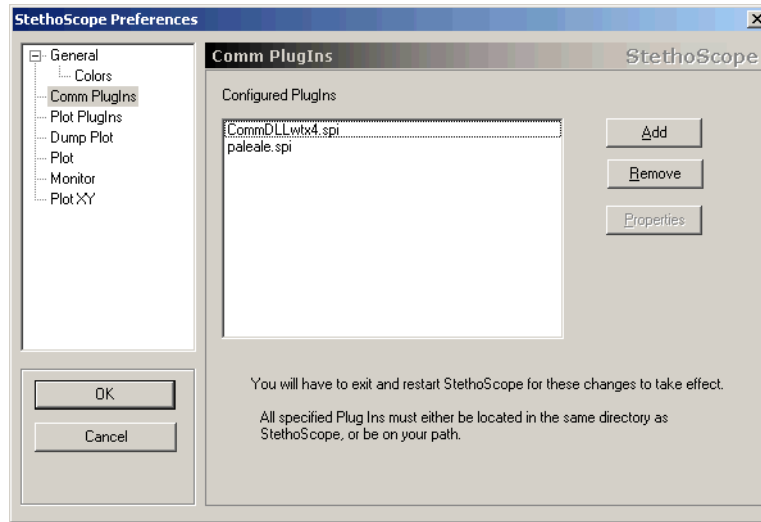 StethoScope Preferences
General
Colors
Comm PlugIns
Plot PlugIns
Dump Plot
Plot
Monitor
Plot XY
OK
Cancel
Comm PlugIns
StethoScope
Configured PlugIns
CommDLLwtx4.spi
paleale.spi
Add
Remove
Properties
You will have to exit and restart StethoScope for these changes to take effect.
All specified Plug Ins must either be located in the same directory as
StethoScope, or be on your path.